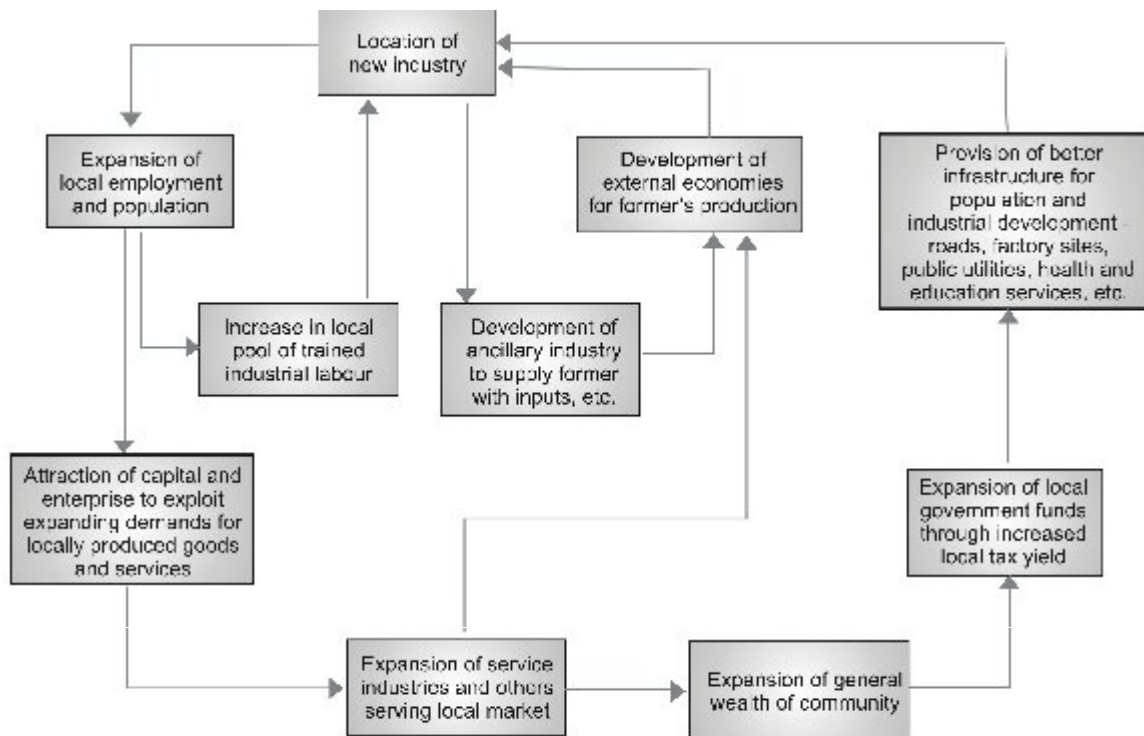 Location of
new industry
Expansion of
local employment
and population
Development of
external economies
for former's production
Provision of better
infrastructure for
population and
industrial development –
roads, factory sites,
public utilities, health and
education services, etc.
Increase in local
pool of trained
industrial labour
Development of
ancillary industry
to supply former
with inputs, etc.
Attraction of capital and
enterprise to exploit
expanding demands for
locally produced goods
and services
Expansion of local
government funds
through increased
local tax yield
Expansion of service
industries and others
serving local market
Expansion of general
wealth of community